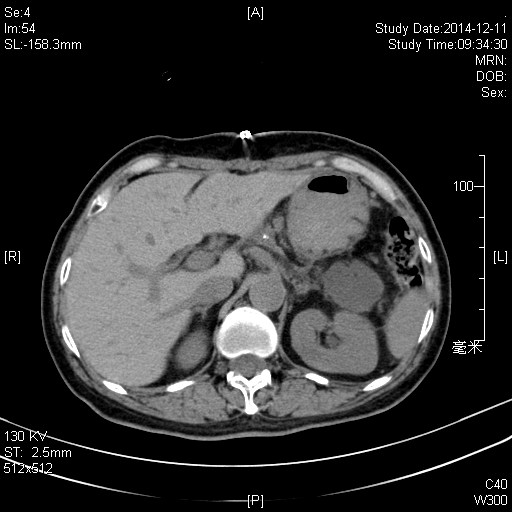 Se:4
Im:54
SL:-158.3mm
[A]
Study Date:2014-12-11
Study Time:09:34:30
MRN:
DOB:
Sex:
100
[R]
[L]
毫米
130 KV
ST: 2.5mm
512x512
[P]
C40
W300